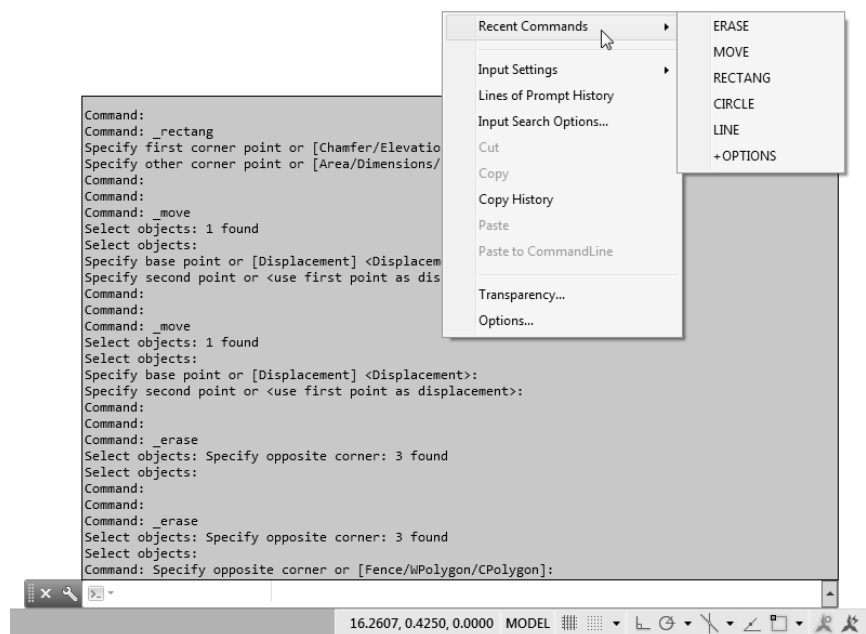 Recent Commands
Input Settings
Lines of Prompt History
Input Search Options...
Cut
Copy
Copy History
Paste
Paste to CommandLine
Transparency...
Options...
ERASE
MOVE
RECTANG
CIRCLE
LINE
+OPTIONS
Command:
Command: _rectang
Specify first corner point or [Chamfer/Elevatio
Specify other corner point or [Area/Dimensions/
Command:
Command:
Command: _move
Select objects: 1 found
Select objects:
Specify base point or [Displacement] <Displacem
Specify second point or <use first point as dis
Command:
Command:
Command: _move
Select objects: 1 found
Select objects:
Specify base point or [Displacement] <Displacement>:
Specify second point or <use first point as displacement>:
Command:
Command:
Command: _erase
Select objects: Specify opposite corner: 3 found
Select objects:
Command:
Command:
Command: _erase
Select objects: Specify opposite corner: 3 found
Select objects:
Command: Specify opposite corner or [Fence/WPolygon/CPolygon]:
16.2607, 0.4250, 0.0000 MODEL